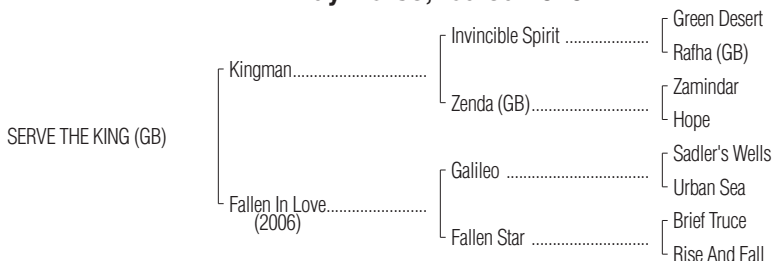 Green Desert
Invincible Spirit ....................
Rafha (GB)
Kingman................................
Zamindar
Zenda (GB)............................
Hope
SERVE THE KING (GB)
Sadler's Wells
Galileo ..................................
Urban Sea
Fallen In Love........................
(2006)
Brief Truce
Fallen Star ............................
Rise And Fall